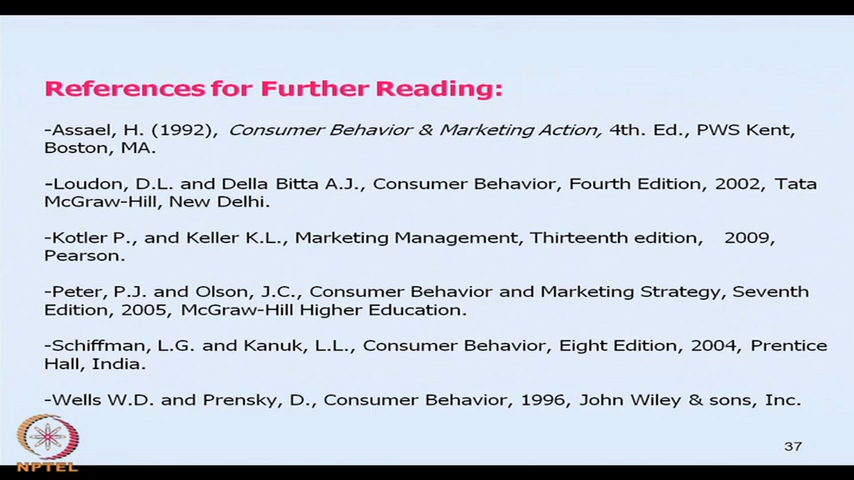 References for Further Reading:
-Assael, H. (1992), Consumer Behavior & Marketing Action, 4th. Ed., PWS Kent,
Boston, MA.
-Loudon, D.L. and Della Bitta A.J., Consumer Behavior, Fourth Edition, 2002, Tata
McGraw-Hill, New Delhi.
-Kotler P., and Keller K.L., Marketing Management, Thirteenth edition, 2009,
Pearson.
-Peter, P.J. and Olson, J.C., Consumer Behavior and Marketing Strategy, Seventh
Edition, 2005, McGraw-Hill Higher Education.
-Schiffman, L.G. and Kanuk, L.L., Consumer Behavior, Eight Edition, 2004, Prentice
Hall, India.
-Wells W.D. and Prensky, D., Consumer Behavior, 1996, John Wiley & sons, Inc.
37
NPTEL